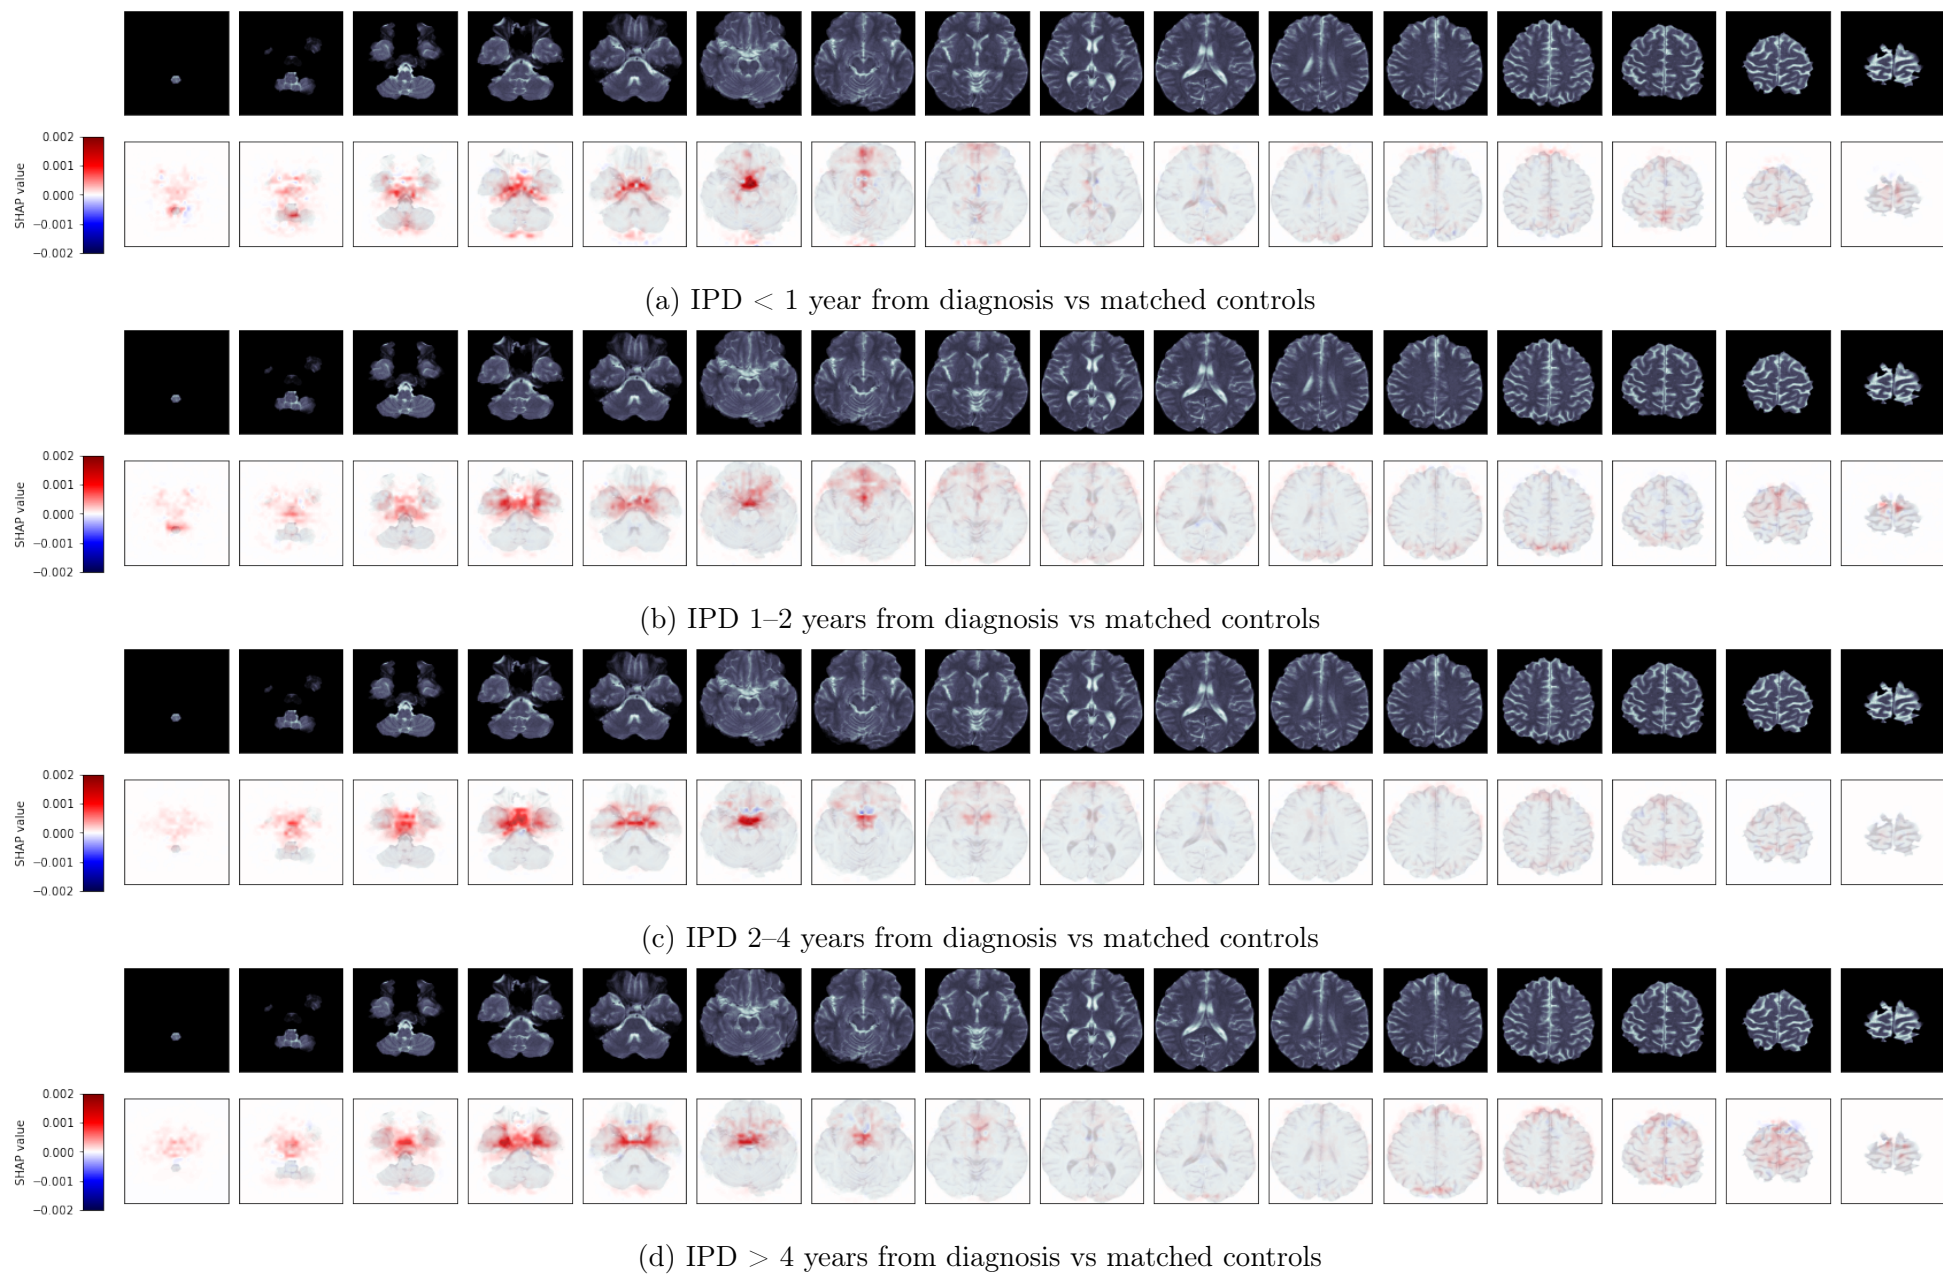 0.002
0.001
0.000
−0.001
−0.002
SHAP value
(a) IPD < 1 year from diagnosis vs matched controls
0.002
0.001
0.000
−0.001
−0.002
SHAP value
(b) IPD 1–2 years from diagnosis vs matched controls
0.002
0.001
0.000
−0.001
−0.002
SHAP value
(c) IPD 2–4 years from diagnosis vs matched controls
0.002
0.001
0.000
−0.001
−0.002
SHAP value
(d) IPD > 4 years from diagnosis vs matched controls